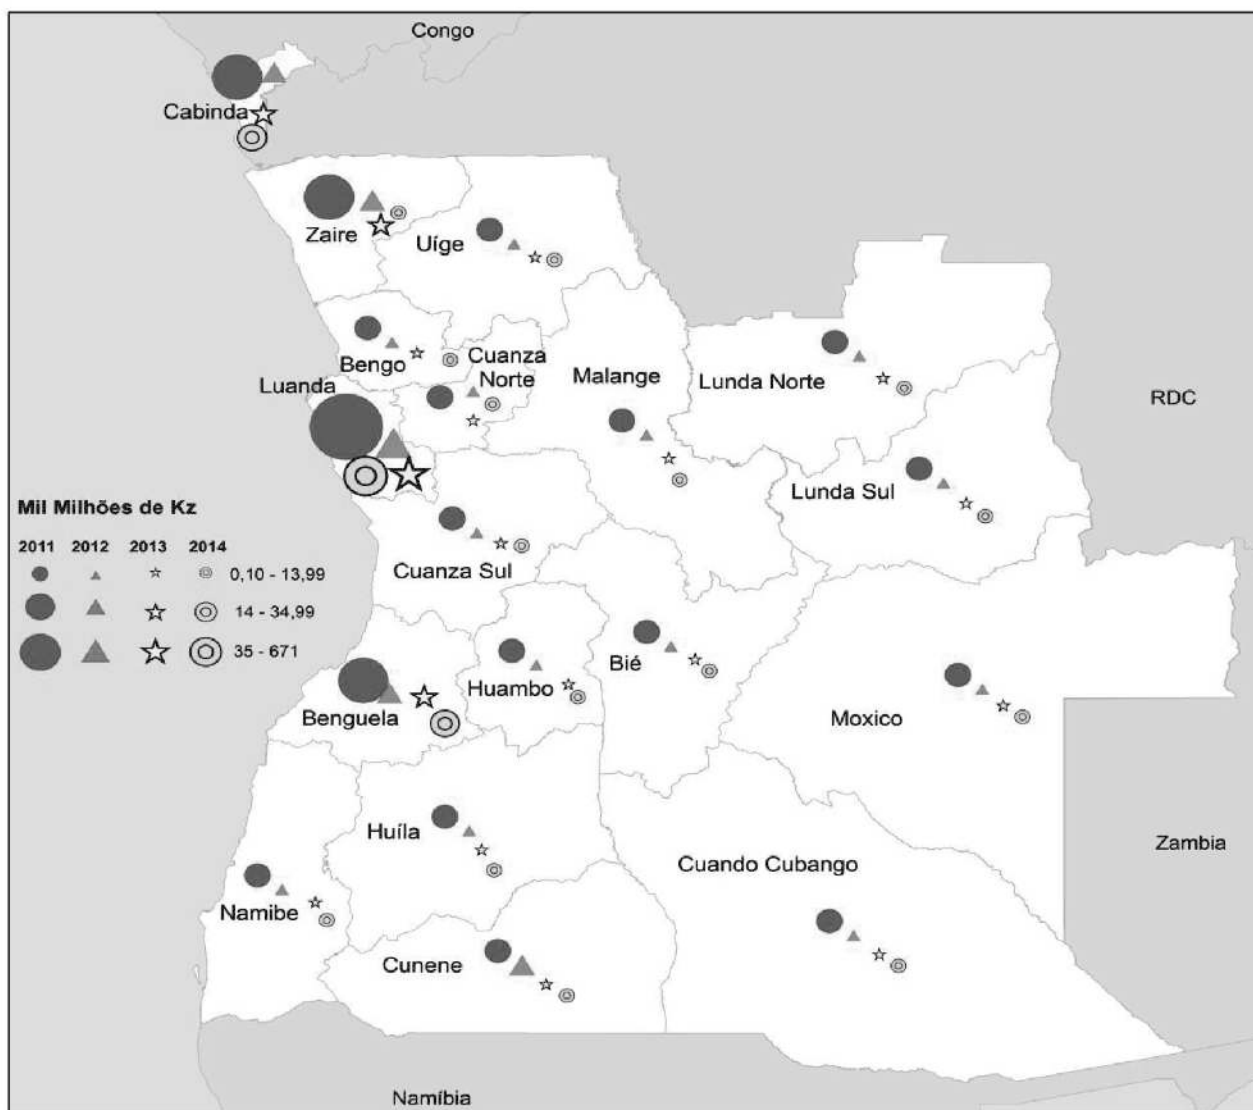 Congo
Cabinda
Zaire
Uíge
Bengo
Cuanza
Norte
Luanda
Malange
Lunda Norte
RDC
Lunda Sul
Mil Milhões de Kz
2011 2012 2013 2014
0,10 - 13,99
14 - 34,99
35 - 671
Cuanza Sul
Bié
Huambo
Benguela
Moxico
Huíla
Cuando Cubango
Zambia
Namibe
Cunene
Namíbia